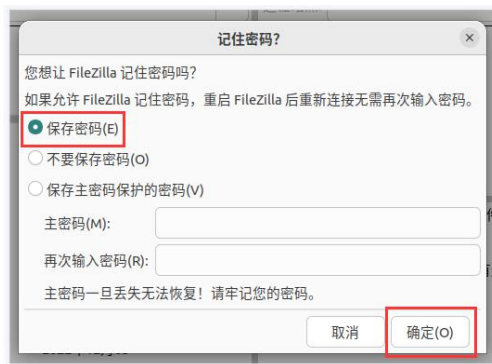 记住密码?
您想让 FileZilla 记住密码吗?
如果允许 FileZilla 记住密码，重启 FileZilla 后重新连接无需再次输入密码。
保存密码(E)
不要保存密码(O)
保存主密码保护的密码(V)
主密码(M):
再次输入密码(R):
主密码一旦丢失无法恢复！请牢记您的密码。
取消
确定(O)